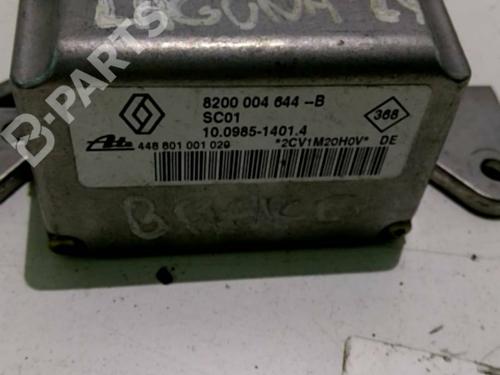 LAGUNA
B-PARTS
8200 004 644 --B
SC01
368
10.0985-1401.4
Ate 448 801 001 029 *2CV1M20H0V* DE